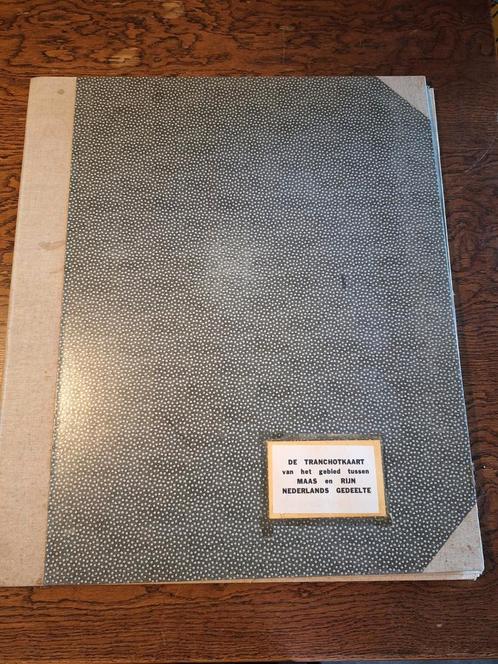 DE TRANCHOTKAART
van het gebied tussen
MAAS en RIJN
NEDERLANDS GEDEELTE